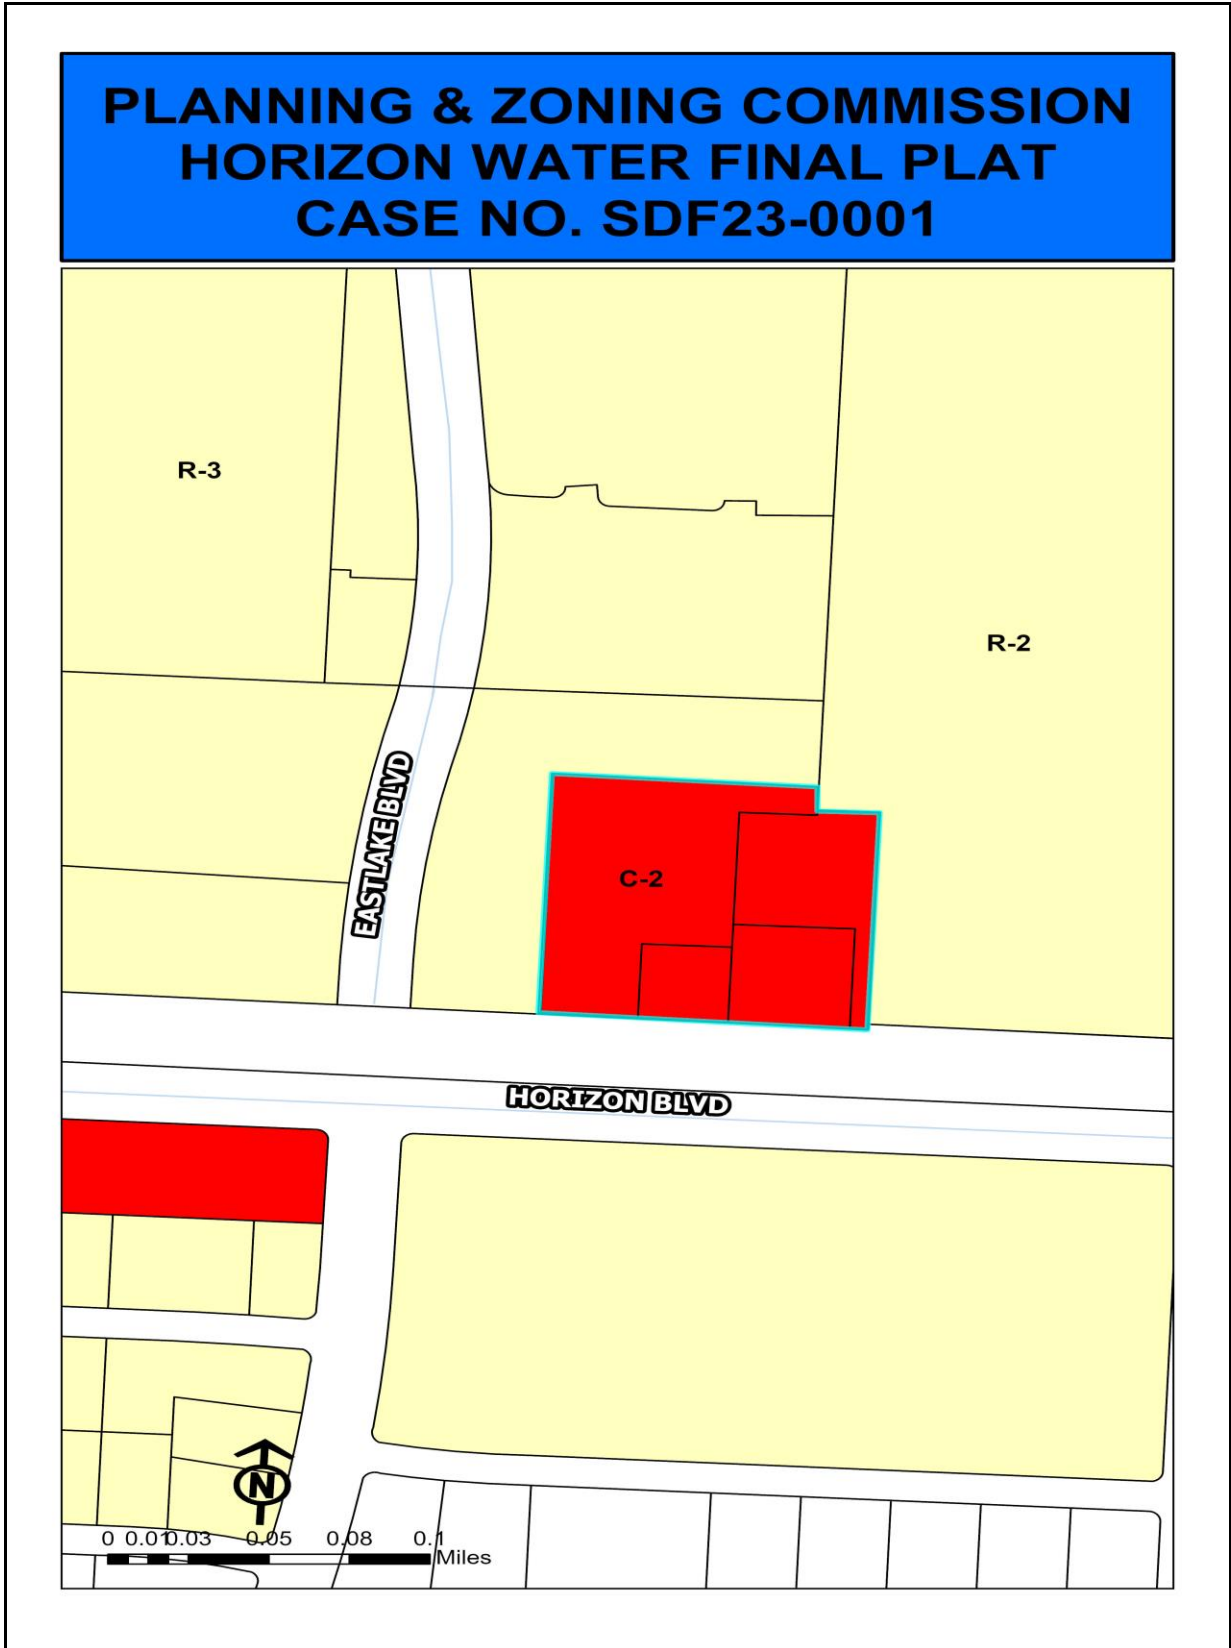 PLANNING & ZONING COMMISSION
HORIZON WATER FINAL PLAT
CASE NO. SDF23-0001
R-3
R-2
EASTLAKE BLVD
C-2
HORIZON BLVD
N
0 0.01 0.03 0.05 0.08 0.1
Miles